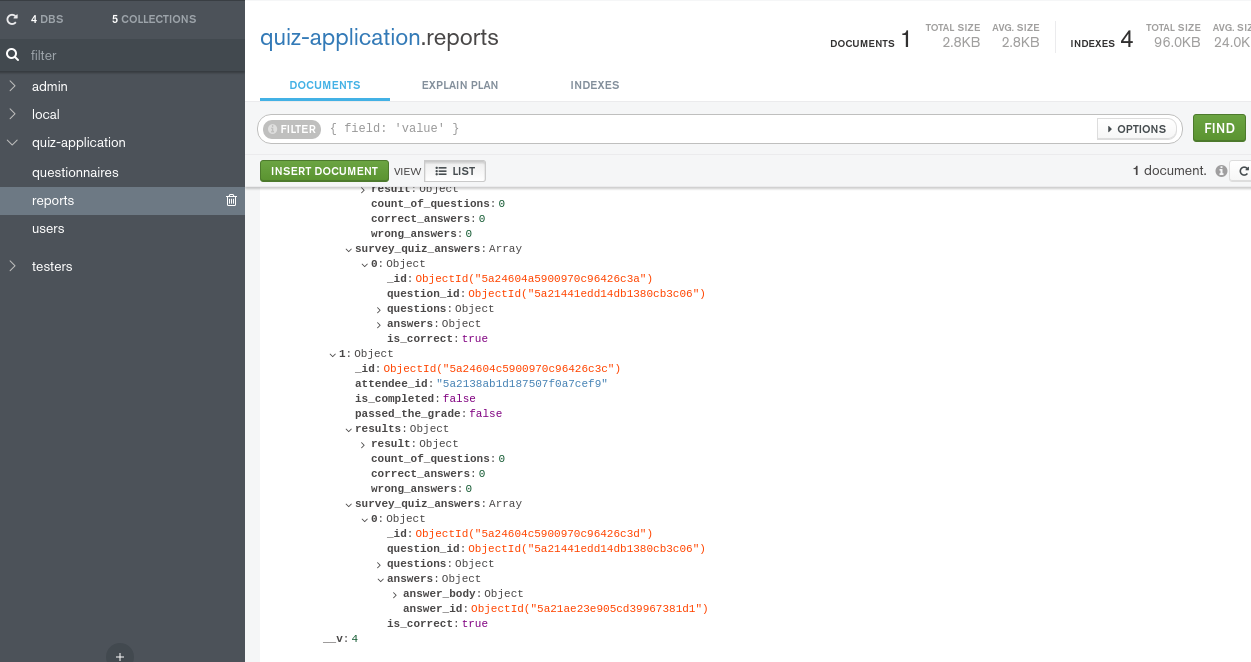 4 DBS 5 COLLECTIONS
filter
admin
local
quiz-application
questionnaires
reports
users
testers
quiz-application.reports
DOCUMENTS 1 TOTAL SIZE 2.8KB AVG. SIZE 2.8KB INDEXES 4 TOTAL SIZE 96.0KB AVG. SIZ 24.0K
DOCUMENTS EXPLAIN PLAN INDEXES
FILTER { field: 'value' } OPTIONS FIND
INSERT DOCUMENT VIEW LIST 1 document.
result: Object
count_of_questions: 0
correct_answers: 0
wrong_answers: 0
survey_quiz_answers: Array
0: Object
_id: ObjectId("5a24604a5900970c96426c3a")
question_id: ObjectId("5a21441edd14db1380cb3c06")
questions: Object
answers: Object
is_correct: true
1: Object
_id: ObjectId("5a24604c5900970c96426c3c")
attendee_id: "5a2138ab1d187507f0a7cef9"
is_completed: false
passed_the_grade: false
results: Object
result: Object
count_of_questions: 0
correct_answers: 0
wrong_answers: 0
survey_quiz_answers: Array
0: Object
_id: ObjectId("5a24604c5900970c96426c3d")
question_id: ObjectId("5a21441edd14db1380cb3c06")
questions: Object
answers: Object
answer_body: Object
answer_id: ObjectId("5a21ae23e905cd39967381d1")
is_correct: true
__v: 4